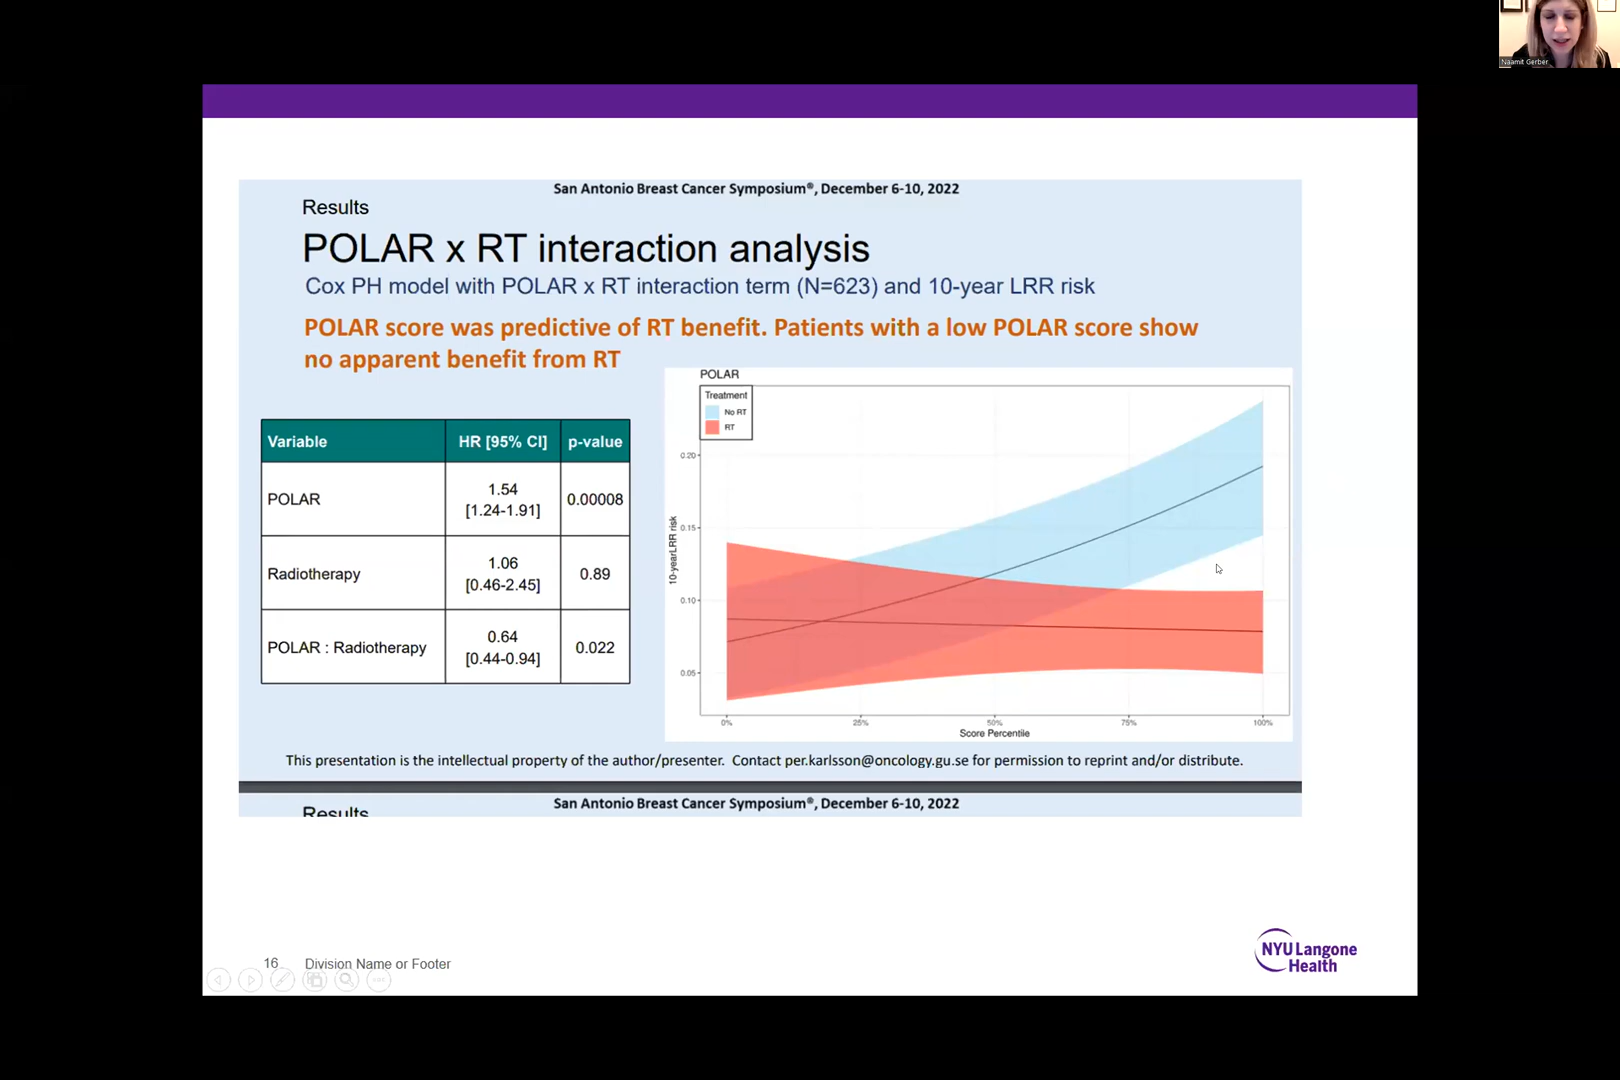 Naamit Gerber
San Antonio Breast Cancer Symposium®, December 6-10, 2022
Results
POLAR x RT interaction analysis
Cox PH model with POLAR x RT interaction term (N=623) and 10-year LRR risk
POLAR score was predictive of RT benefit. Patients with a low POLAR score show
no apparent benefit from RT
Variable HR [95% CI] p-value
POLAR 1.54 [1.24-1.91] 0.00008
Radiotherapy 1.06 [0.46-2.45] 0.89
POLAR : Radiotherapy 0.64 [0.44-0.94] 0.022
POLAR
Treatment
No RT
RT
0.20
0.15
0.10
0.05
10-yearLRR risk
0% 25% 50% 75% 100%
Score Percentile
This presentation is the intellectual property of the author/presenter. Contact per.karlsson@oncology.gu.se for permission to reprint and/or distribute.
San Antonio Breast Cancer Symposium®, December 6-10, 2022
Results
16 Division Name or Footer
NYU Langone
Health